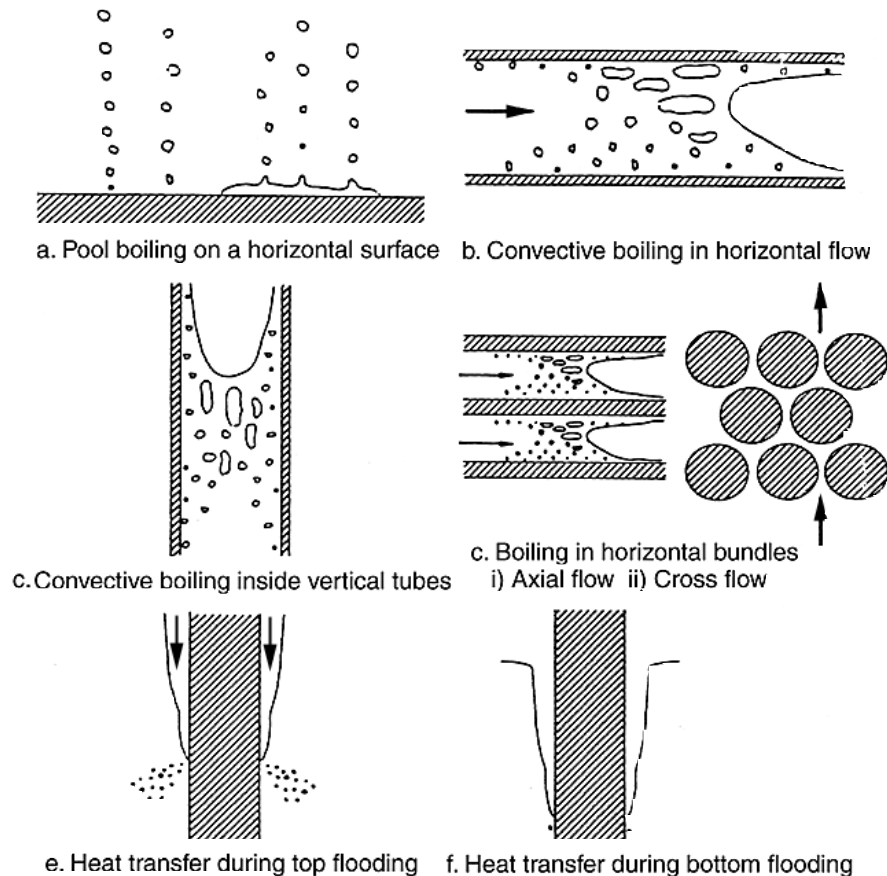 a. Pool boiling on a horizontal surface
b. Convective boiling in horizontal flow
c. Convective boiling inside vertical tubes
c. Boiling in horizontal bundles
i) Axial flow ii) Cross flow
e. Heat transfer during top flooding
f. Heat transfer during bottom flooding